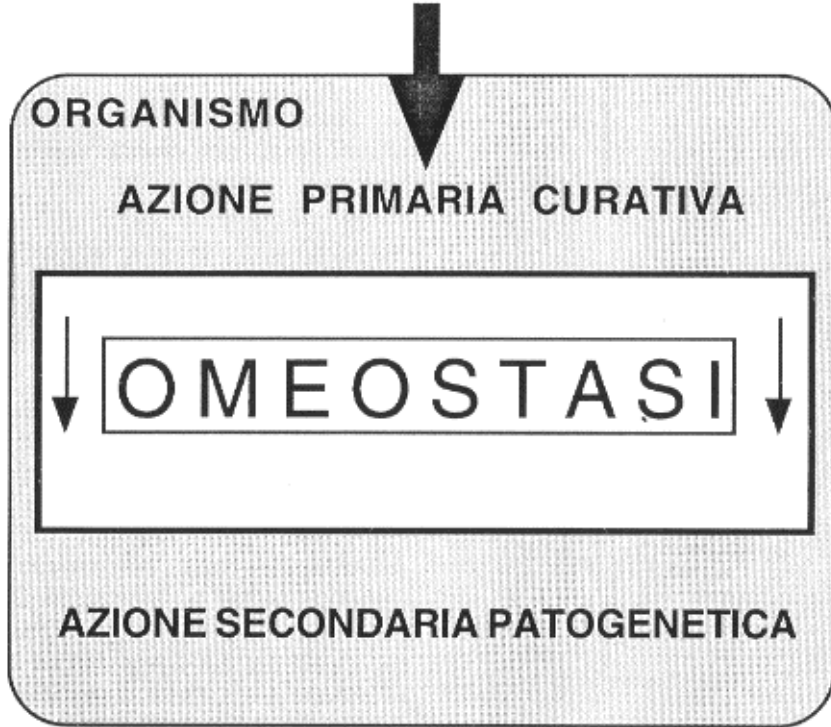 ORGANISMO
AZIONE PRIMARIA CURATIVA
OMEOSTASI
AZIONE SECONDARIA PATOGENETICA